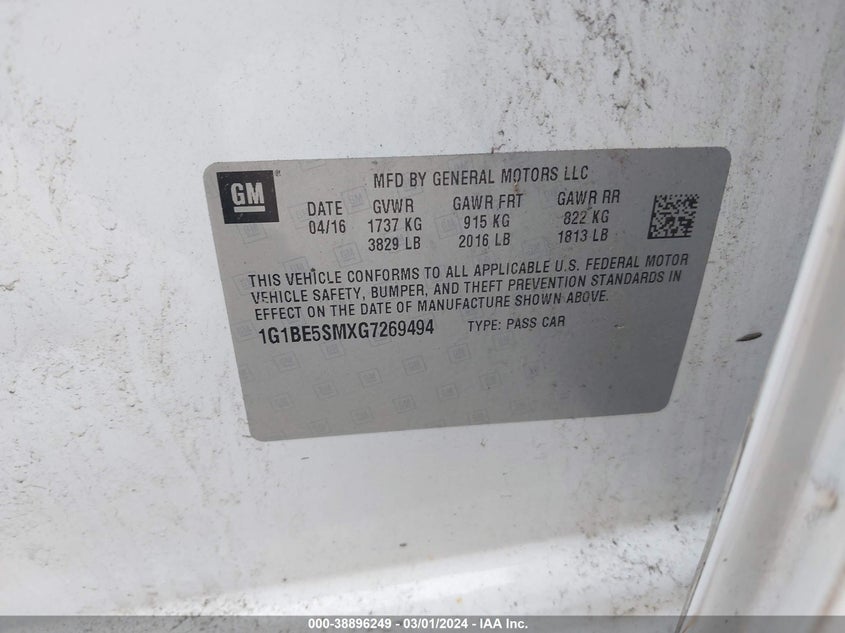 GM®
MFD BY GENERAL MOTORS LLC
DATE GVWR GAWR FRT GAWR RR
04/16 1737 KG 915 KG 822 KG
3829 LB 2016 LB 1813 LB
THIS VEHICLE CONFORMS TO ALL APPLICABLE U.S. FEDERAL MOTOR
VEHICLE SAFETY, BUMPER, AND THEFT PREVENTION STANDARDS IN
EFFECT ON THE DATE OF MANUFACTURE SHOWN ABOVE.
1G1BE5SMXG7269494 TYPE: PASS CAR
000-38896249 - 03/01/2024 - IAA Inc.